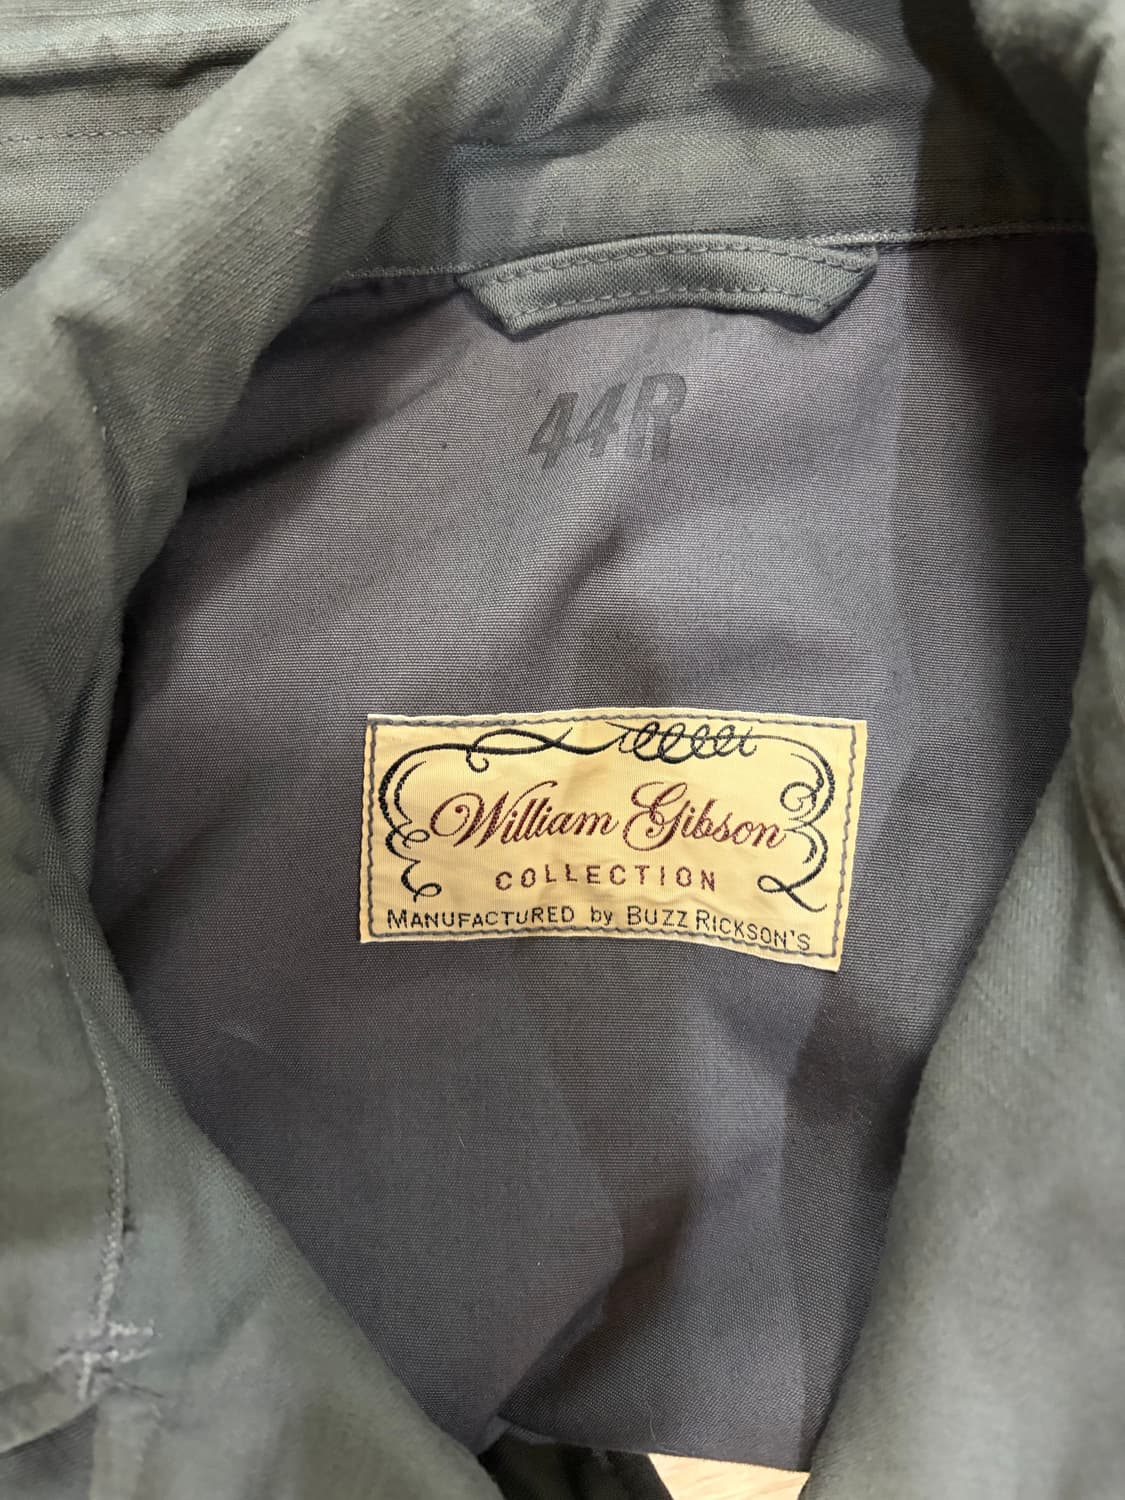 44R
William Gibson
COLLECTION
MANUFACTURED by BUZZ RICKSON'S